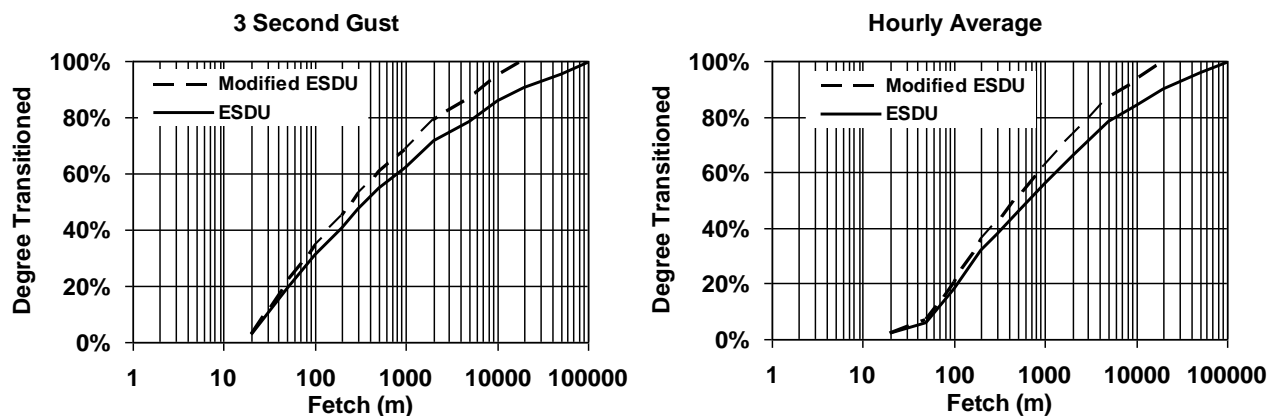 3 Second Gust
100%
80%
60%
40%
20%
0%
Degree Transitioned
Modified ESDU
ESDU
1 10 100 1000 10000 100000
Fetch (m)
Hourly Average
100%
80%
60%
40%
20%
0%
Degree Transitioned
Modified ESDU
ESDU
1 10 100 1000 10000 100000
Fetch (m)